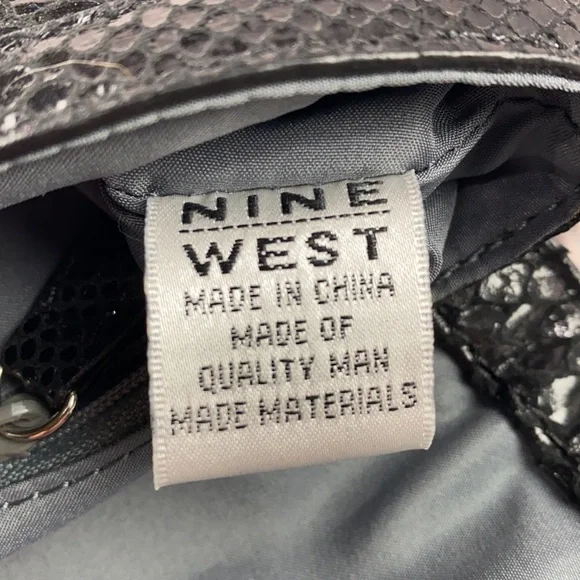 NINE
WEST
MADE IN CHINA
MADE OF
QUALITY MAN
MADE MATERIALS